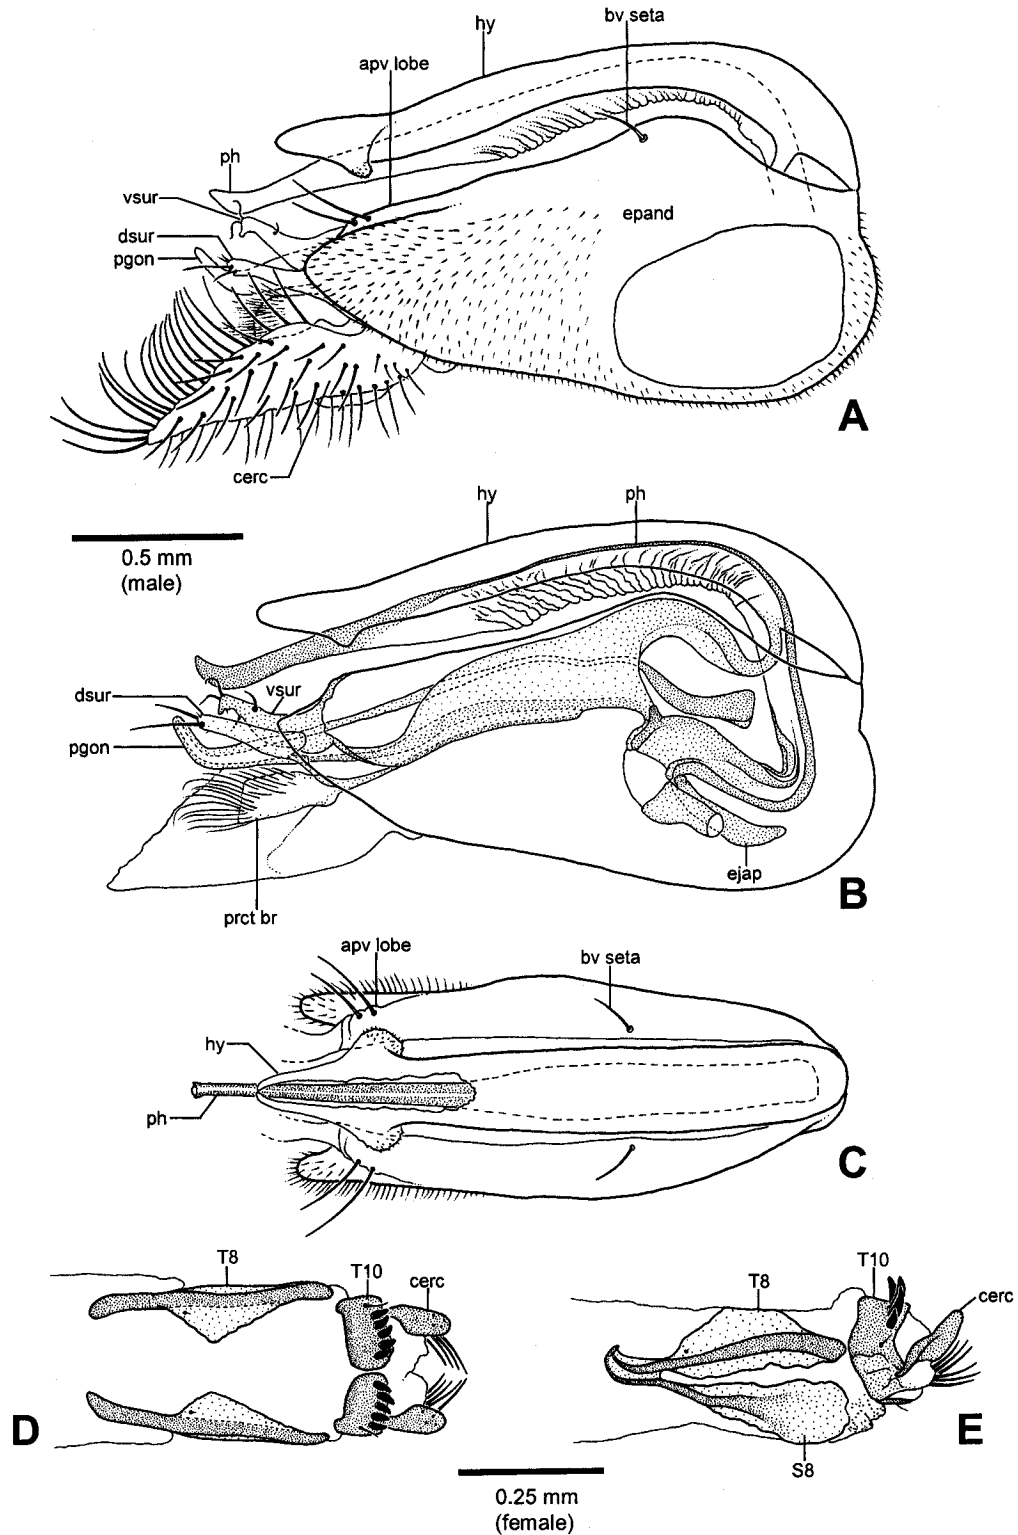 bv seta
hy
apv lobe
ph
vsur
epand
dsur
pgon
A
cerc
hy
ph
0.5 mm
(male)
dsur
vsur
pgon
ejap
B
prct br
apv lobe
bv seta
hy
ph
C
T8
T10
cerc
T10
T8
cerc
D
E
S8
0.25 mm
(female)